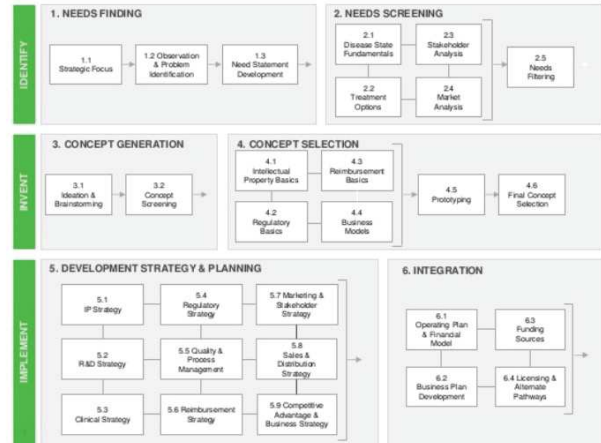 IDENTIFY
1. NEEDS FINDING
1.1
Strategic Focus
1.2 Observation
& Problem
Identification
1.3
Need Statement
Development
2. NEEDS SCREENING
2.1
Disease State
Fundamentals
2.3
Stakeholder
Analysis
2.2
Treatment
Options
2.4
Market
Analysis
2.5
Needs
Filtering
INVENT
3. CONCEPT GENERATION
3.1
Ideation &
Brainstorming
3.2
Concept
Screening
4. CONCEPT SELECTION
4.1
Intellectual
Property Basics
4.3
Reimbursement
Basics
4.2
Regulatory
Basics
4.4
Business
Models
4.5
Prototyping
4.6
Final Concept
Selection
IMPLEMENT
5. DEVELOPMENT STRATEGY & PLANNING
5.1
IP Strategy
5.4
Regulatory
Strategy
5.7 Marketing &
Stakeholder
Strategy
5.2
R&D Strategy
5.5 Quality &
Process
Management
5.8
Sales &
Distribution
Strategy
5.3
Clinical Strategy
5.6 Reimbursement
Strategy
5.9 Competitive
Advantage &
Business Strategy
6. INTEGRATION
6.1
Operating Plan
& Financial
Model
6.3
Funding
Sources
6.2
Business Plan
Development
6.4 Licensing &
Alternate
Pathways